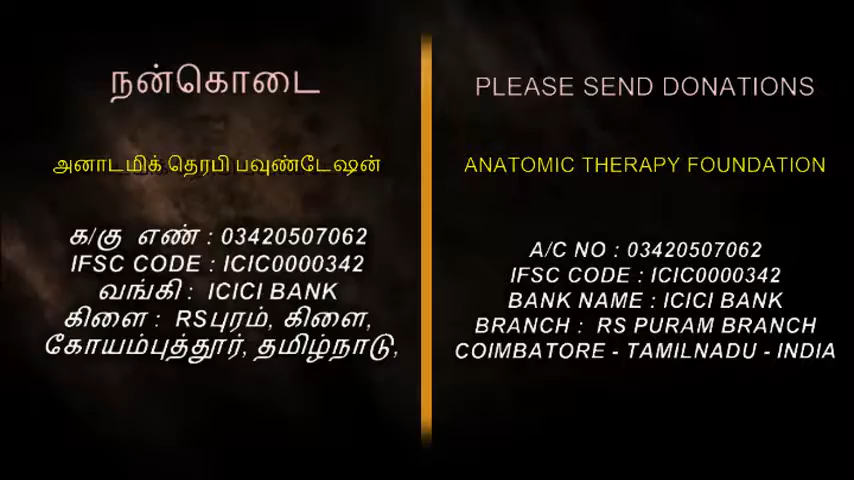 நன்கொடை
அனாடமிக் தெரபி பவுண்டேஷன்
க/கு எண் : 03420507062
IFSC CODE : ICIC0000342
வங்கி : ICICI BANK
கிளை : RSபுரம், கிளை,
கோயம்புத்தூர், தமிழ்நாடு,
PLEASE SEND DONATIONS
ANATOMIC THERAPY FOUNDATION
A/C NO : 03420507062
IFSC CODE : ICIC0000342
BANK NAME : ICICI BANK
BRANCH : RS PURAM BRANCH
COIMBATORE - TAMILNADU - INDIA